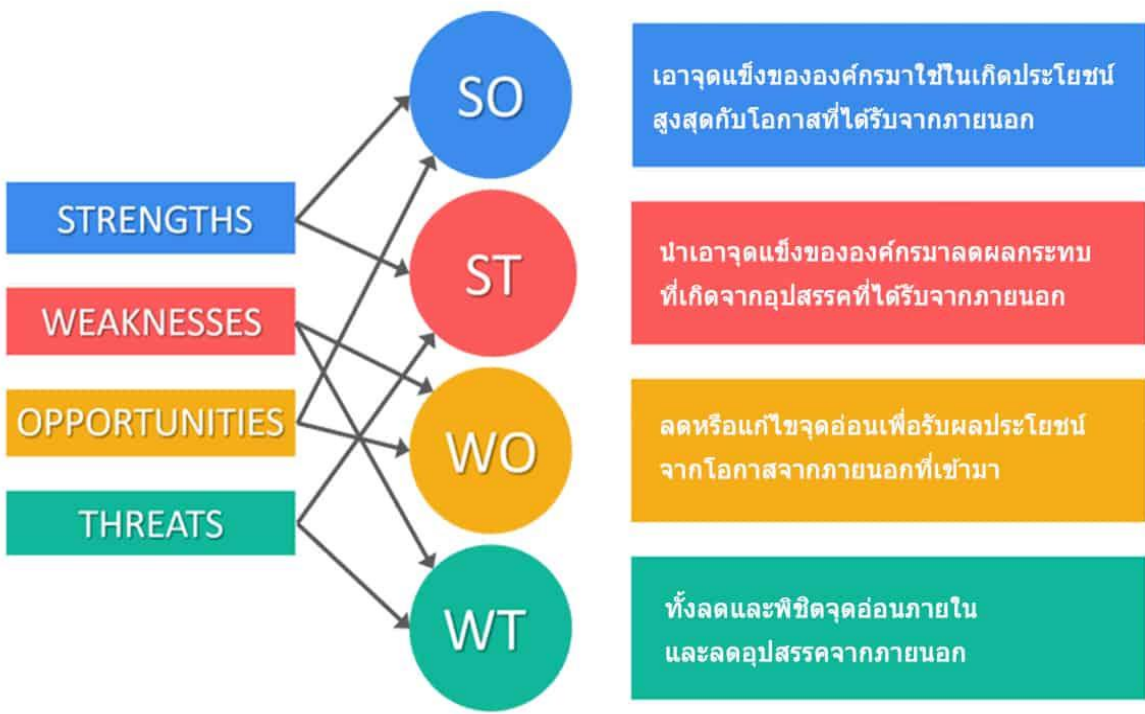 STRENGTHS
WEAKNESSES
OPPORTUNITIES
THREATS
SO
ST
WO
WT
เอาจุดแข็งขององค์กรมาใช้ในเกิดประโยชน์
สูงสุดกับโอกาสที่ได้รับจากภายนอก
นำเอาจุดแข็งขององค์กรมาลดผลกระทบ
ที่เกิดจากอุปสรรคที่ได้รับจากภายนอก
ลดหรือแก้ไขจุดอ่อนเพื่อรับผลประโยชน์
จากโอกาสจากภายนอกที่เข้ามา
ทั้งลดและพิชิตจุดอ่อนภายใน
และลดอุปสรรคจากภายนอก